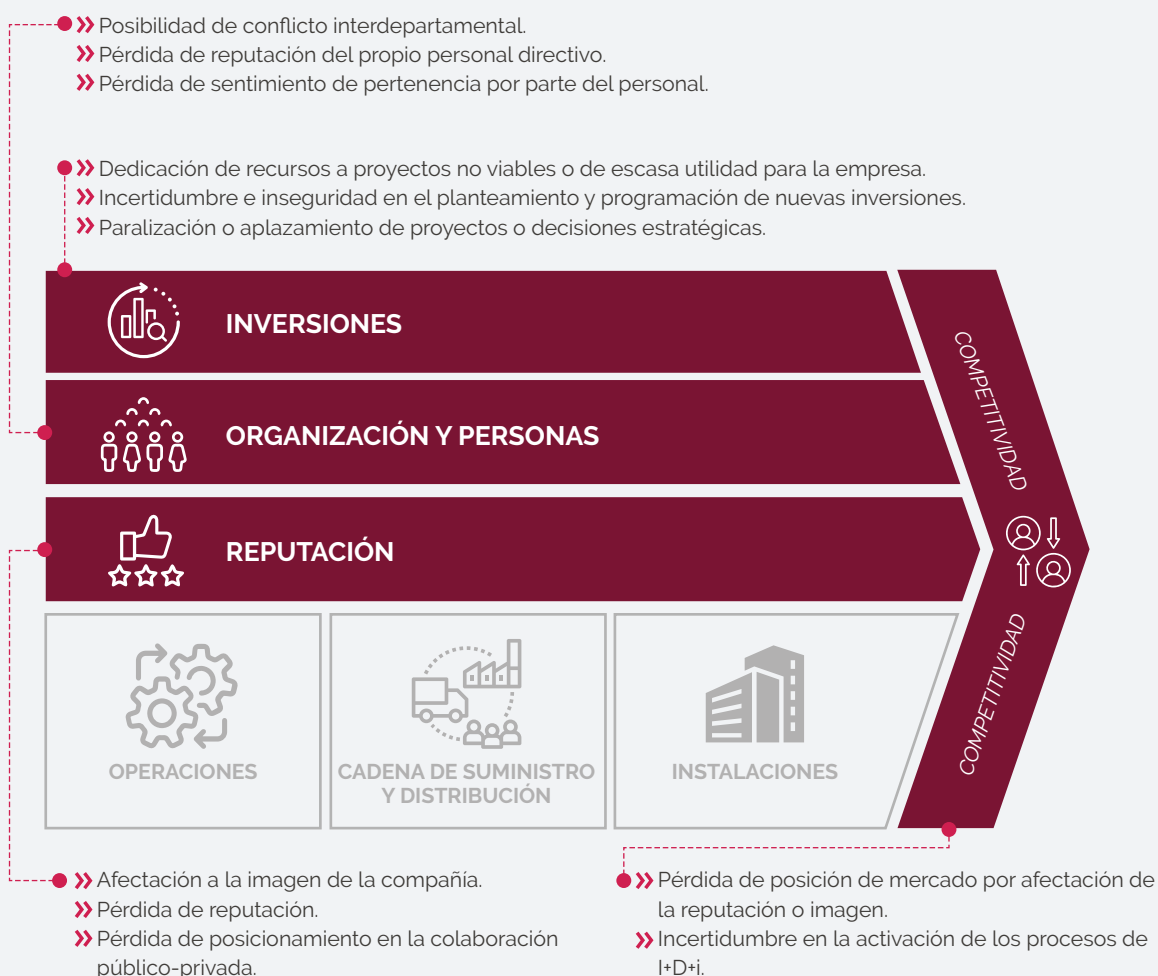 Posibilidad de conflicto interdepartamental.
Pérdida de reputación del propio personal directivo.
Pérdida de sentimiento de pertenencia por parte del personal.
Dedicación de recursos a proyectos no viables o de escasa utilidad para la empresa.
Incertidumbre e inseguridad en el planteamiento y programación de nuevas inversiones.
Paralización o aplazamiento de proyectos o decisiones estratégicas.
INVERSIONES
ORGANIZACIÓN Y PERSONAS
REPUTACIÓN
COMPETITIVIDAD
COMPETITIVIDAD
OPERACIONES
CADENA DE SUMINISTRO
Y DISTRIBUCIÓN
INSTALACIONES
Afectación a la imagen de la compañía.
Pérdida de reputación.
Pérdida de posicionamiento en la colaboración
público-privada.
Pérdida de posición de mercado por afectación de
la reputación o imagen.
Incertidumbre en la activación de los procesos de
I+D+i.